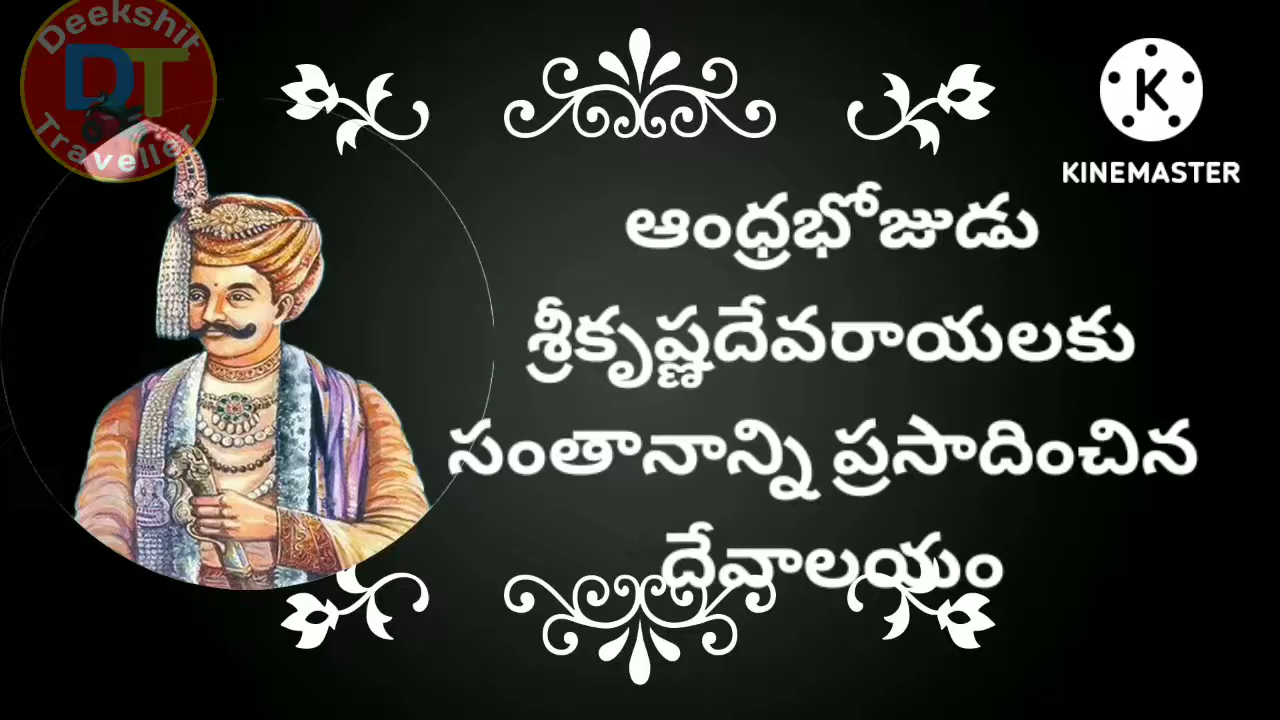 Deekshit
DT
Traveller
K
KINEMASTER
ఆంధ్రభోజుడు
శ్రీకృష్ణదేవరాయలకు
సంతానాన్ని ప్రసాదించిన
దేవాలయం